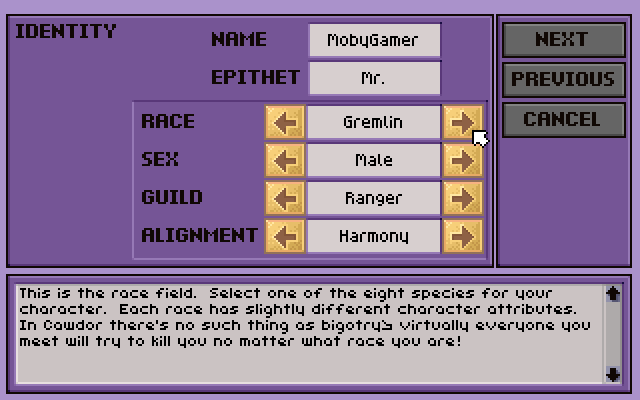 IDENTITY
NAME MobyGamer
EPITHET Mr.
RACE Gremlin
SEX Male
GUILD Ranger
ALIGNMENT Harmony
NEXT
PREVIOUS
CANCEL
This is the race field. Select one of the eight species for your
character. Each race has slightly different character attributes.
In Cawdor there's no such thing as bigotry; virtually everyone you
meet will try to kill you no matter what race you are!